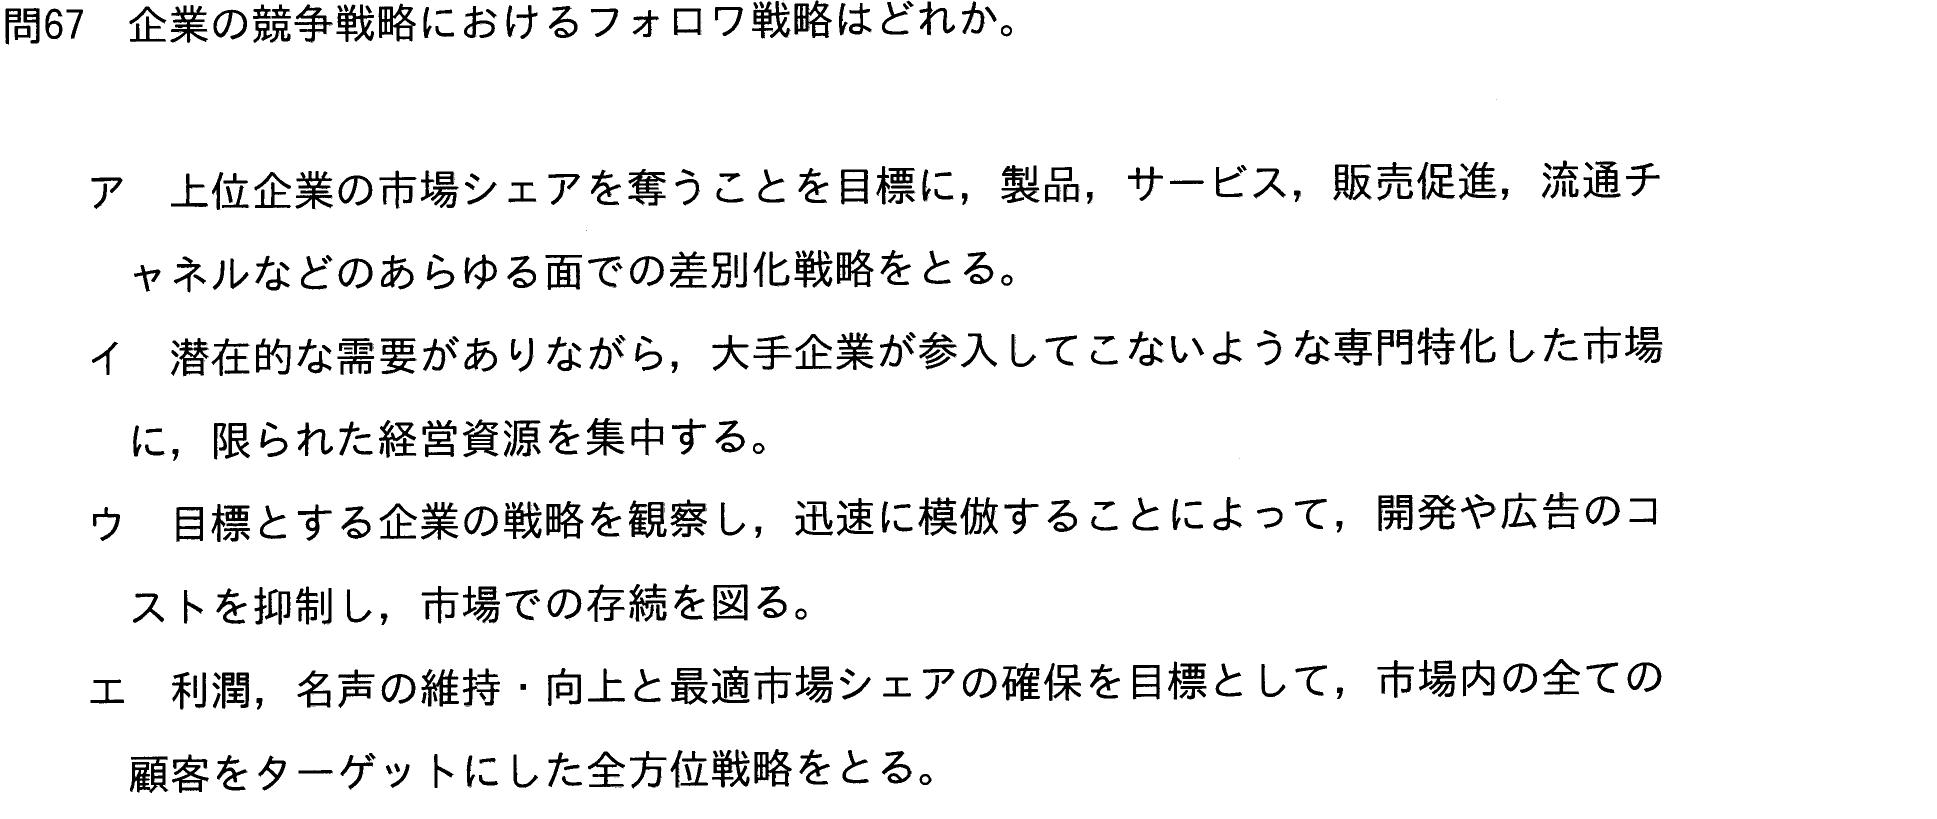 問67　企業の競争戦略におけるフォロワ戦略はどれか。
ア　上位企業の市場シェアを奪うことを目標に，製品，サービス，販売促進，流通チ
ャネルなどのあらゆる面での差別化戦略をとる。
イ　潜在的な需要がありながら，大手企業が参入してこないような専門特化した市場
に，限られた経営資源を集中する。
ウ　目標とする企業の戦略を観察し，迅速に模倣することによって，開発や広告のコ
ストを抑制し，市場での存続を図る。
エ　利潤，名声の維持・向上と最適市場シェアの確保を目標として，市場内の全ての
顧客をターゲットにした全方位戦略をとる。